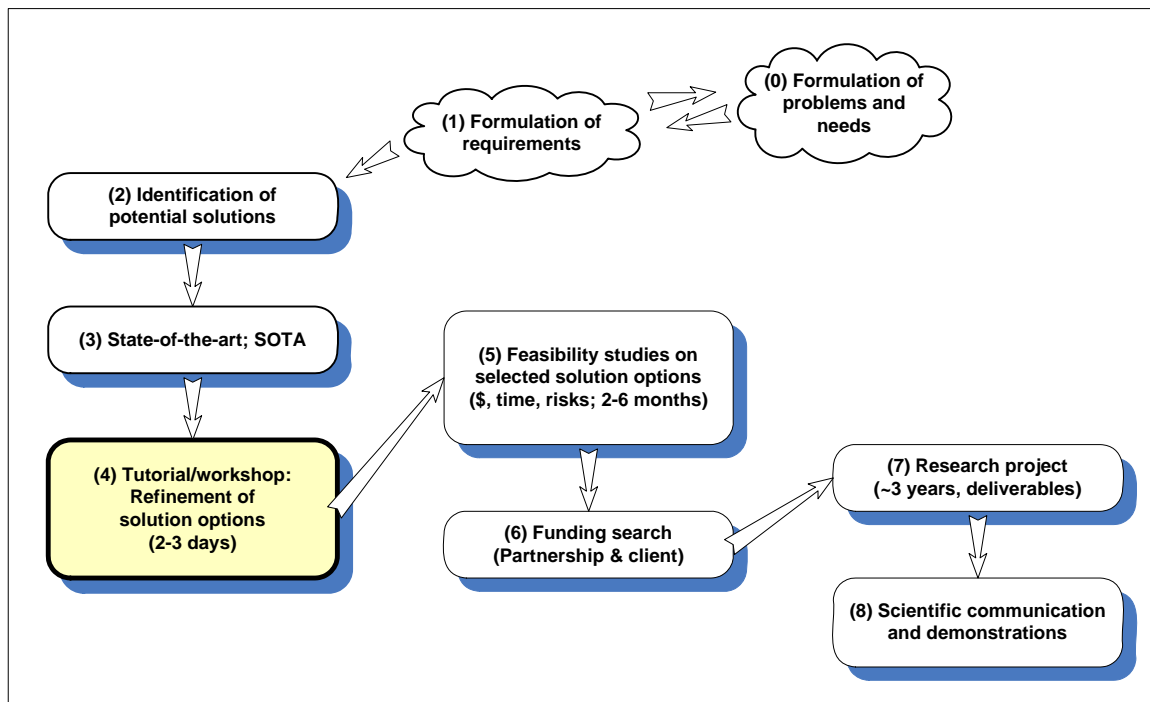 (0) Formulation of
problems and
needs
(1) Formulation of
requirements
(2) Identification of
potential solutions
(3) State-of-the-art; SOTA
(4) Tutorial/workshop:
Refinement of
solution options
(2-3 days)
(5) Feasibility studies on
selected solution options
($, time, risks; 2-6 months)
(6) Funding search
(Partnership & client)
(7) Research project
(~3 years, deliverables)
(8) Scientific communication
and demonstrations